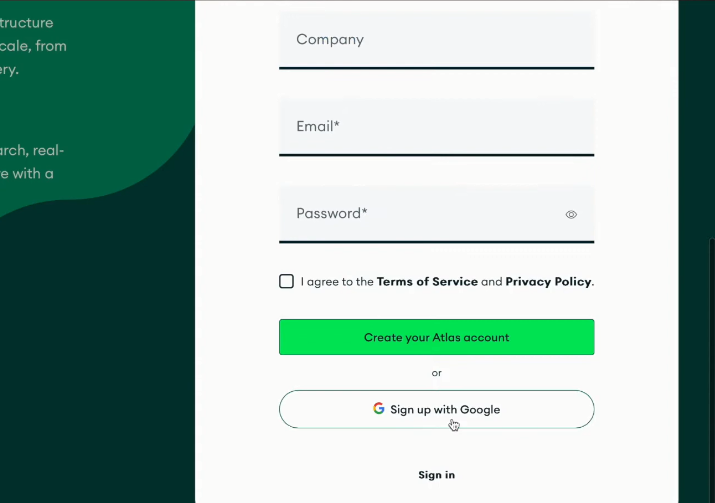 Company
Email*
Password*
I agree to the Terms of Service and Privacy Policy.
Create your Atlas account
or
Sign up with Google
Sign in
tructure
cale, from
ery.
arch, real-
e with a